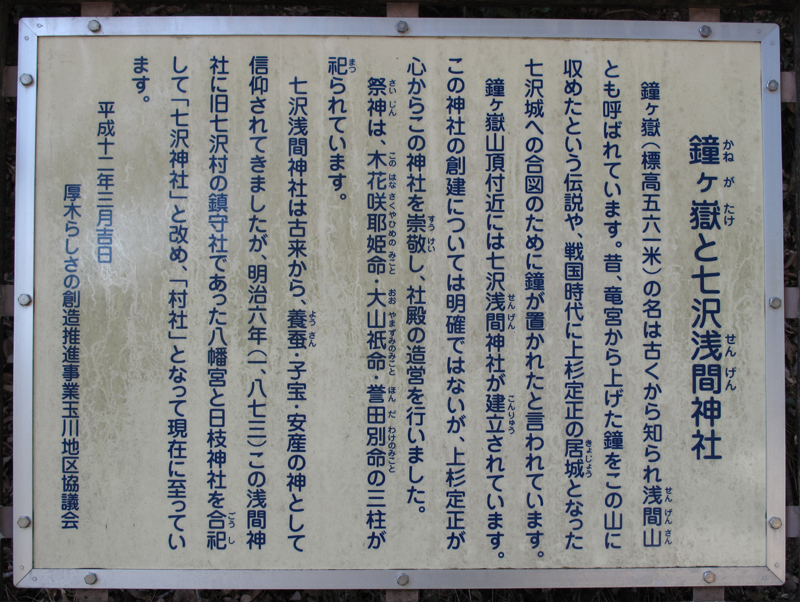 鐘ヶ嶽と七沢浅間神社
鐘ヶ嶽（標高五六一米）の名は古くから知られ浅間山
とも呼ばれています。昔、竜宮から上げた鐘をこの山に
収めたという伝説や、戦国時代に上杉定正の居城となった
七沢城への合図のために鐘が置かれたと言われています。
鐘ヶ嶽山頂付近には七沢浅間神社が建立されています。
この神社の創建については明確ではないが、上杉定正が
心からこの神社を崇敬し、社殿の造営を行いました。
祭神は、木花咲耶姫命・大山祇命・誉田別命の三柱が
祀られています。
七沢浅間神社は古来から、養蚕・子宝・安産の神として
信仰されてきましたが、明治六年（一、八七三）この浅間神
社に旧七沢村の鎮守社であった八幡宮と日枝神社を合祀
して「七沢神社」と改め、「村社」となって現在に至ってい
ます。
平成十二年三月吉日
厚木らしさの創造推進事業玉川地区協議会